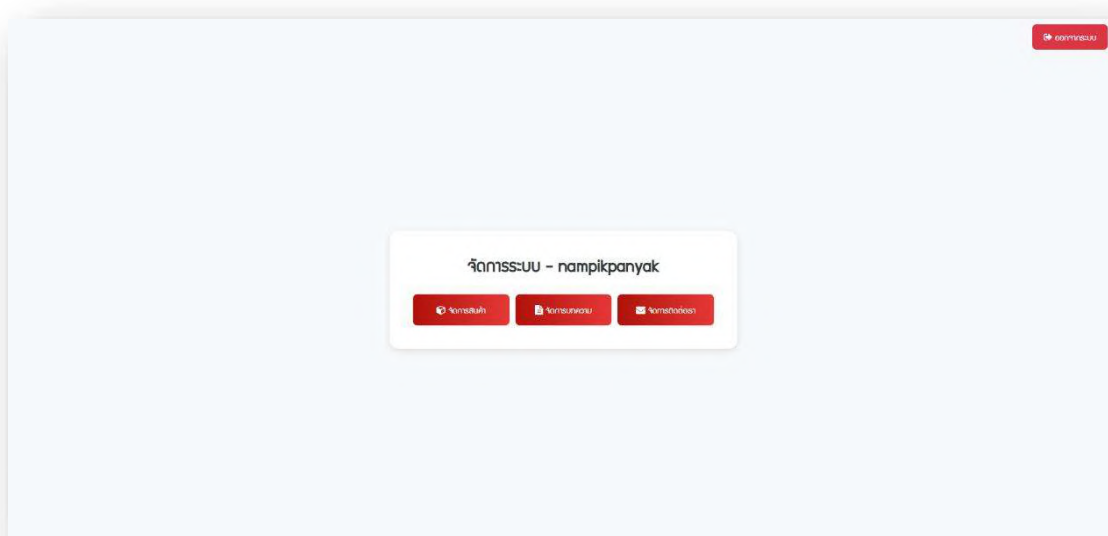 ออกจากระบบ
จัดการระบบ - nampikpanyak
จัดการสินค้า
จัดการบทความ
จัดการติดต่อเรา